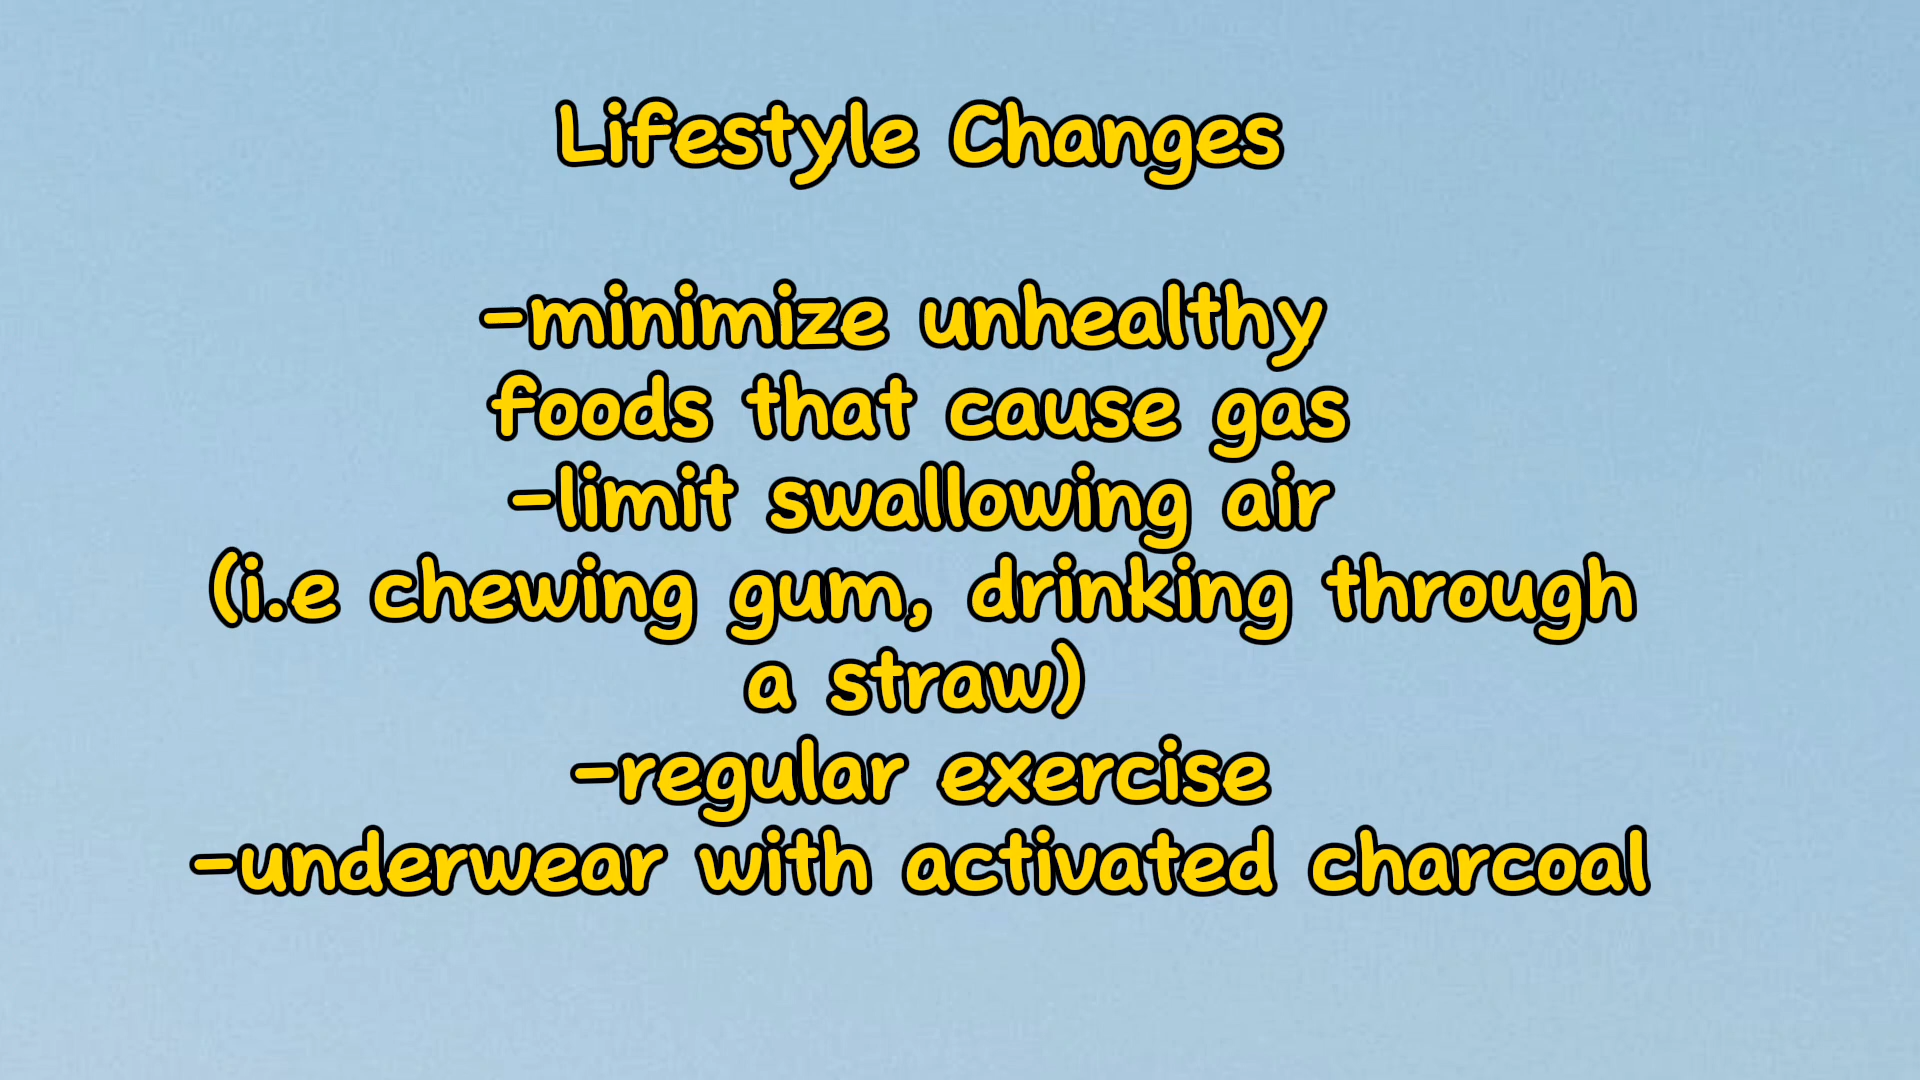 Lifestyle Changes
-minimize unhealthy
foods that cause gas
-limit swallowing air
(i.e chewing gum, drinking through
a straw)
-regular exercise
-underwear with activated charcoal